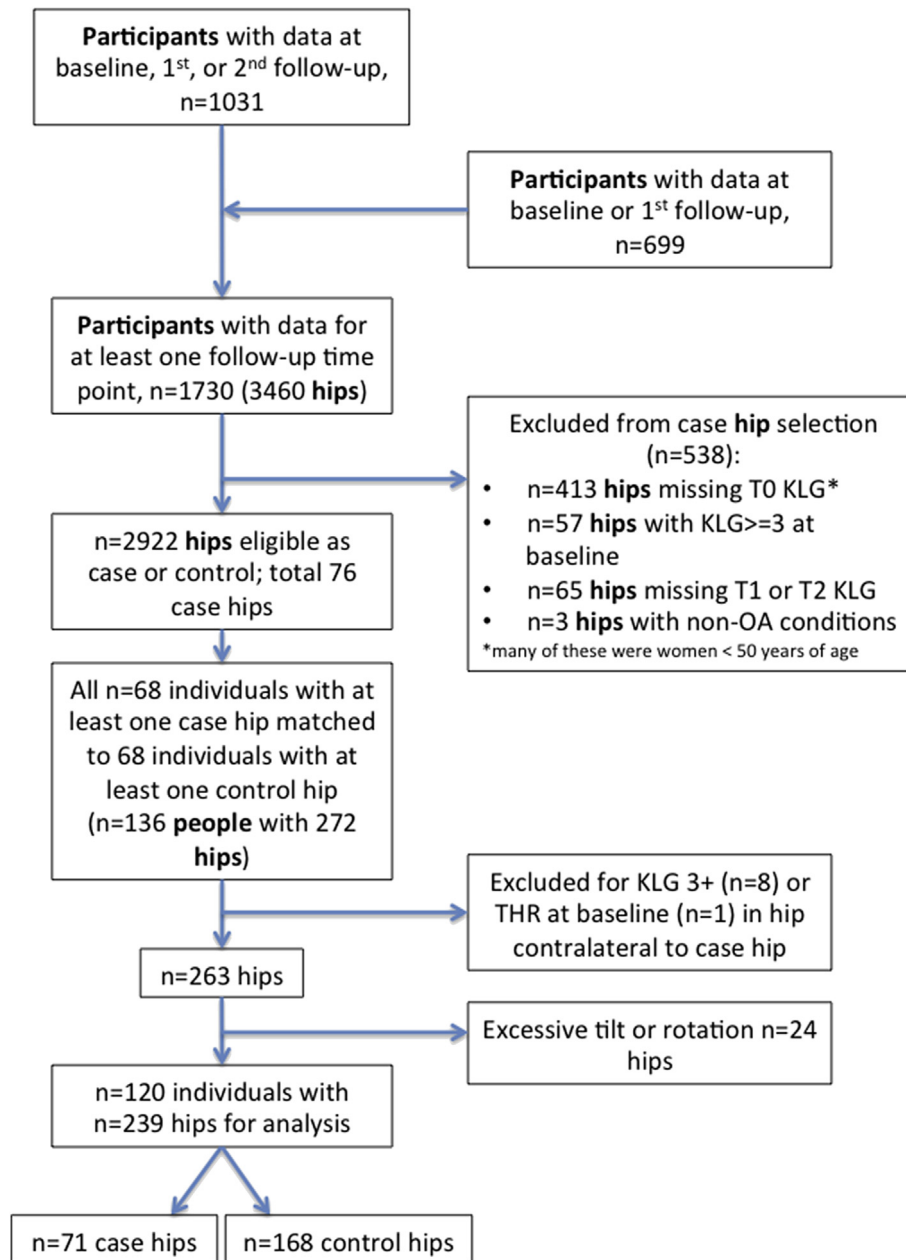 Participants with data at
baseline, 1st, or 2nd follow-up,
n=1031
Participants with data at
baseline or 1st follow-up,
n=699
Participants with data for
at least one follow-up time
point, n=1730 (3460 hips)
Excluded from case hip selection
(n=538):
• n=413 hips missing T0 KLG*
• n=57 hips with KLG>=3 at
baseline
• n=65 hips missing T1 or T2 KLG
• n=3 hips with non-OA conditions
*many of these were women < 50 years of age
n=2922 hips eligible as
case or control; total 76
case hips
All n=68 individuals with at
least one case hip matched
to 68 individuals with at
least one control hip
(n=136 people with 272
hips)
Excluded for KLG 3+ (n=8) or
THR at baseline (n=1) in hip
contralateral to case hip
n=263 hips
Excessive tilt or rotation n=24
hips
n=120 individuals with
n=239 hips for analysis
n=71 case hips
n=168 control hips